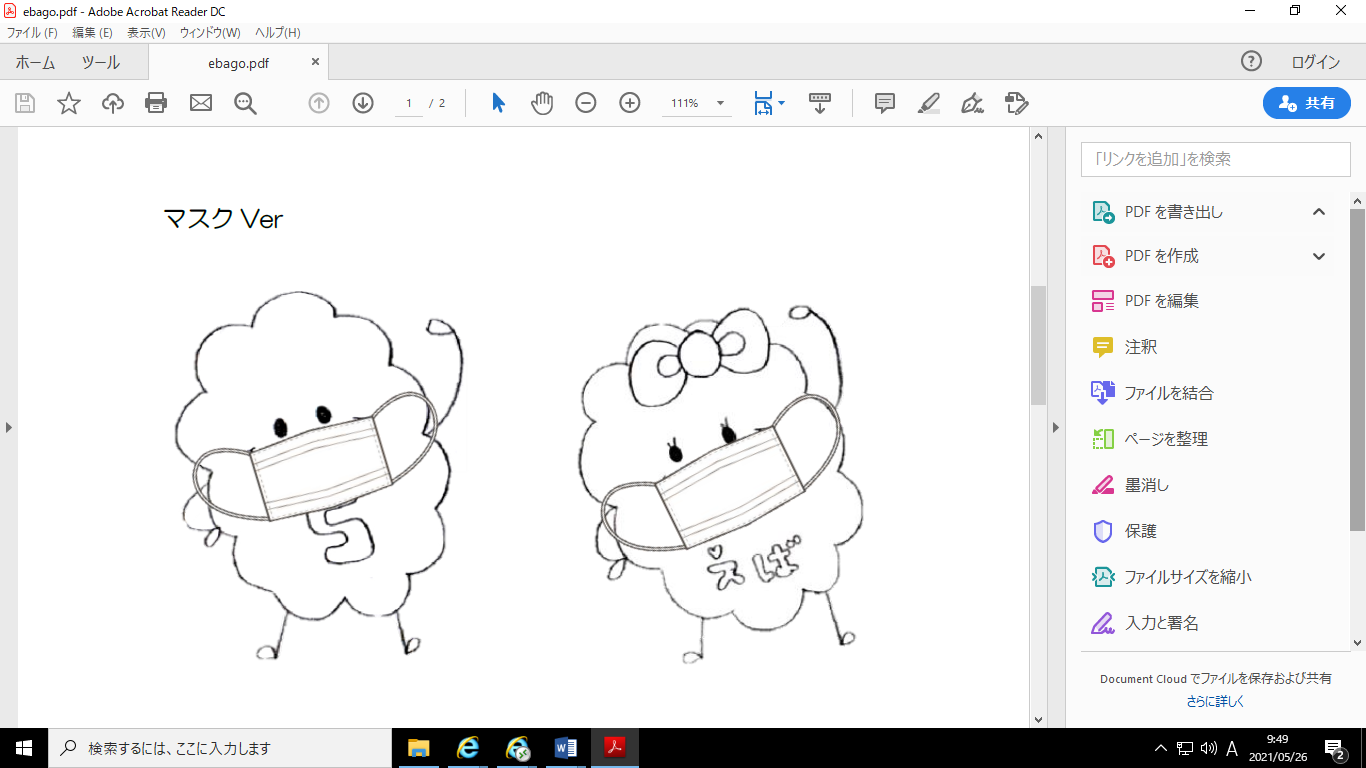 ebago.pdf - Adobe Acrobat Reader DC
ファイル (F) 編集 (E) 表示(V) ウィンドウ(W) ヘルプ(H)
ホーム ツール ebago.pdf × ? ログイン
1 / 2 111% 共有
マスク Ver
5
えば
「リンクを追加」を検索
PDF を書き出し
PDF を作成
PDF を編集
注釈
ファイルを結合
ページを整理
墨消し
保護
ファイルサイズを縮小
入力と署名
Document Cloud でファイルを保存および共有
さらに詳しく
検索するには、ここに入力します
A 9:49
2021/05/26
2